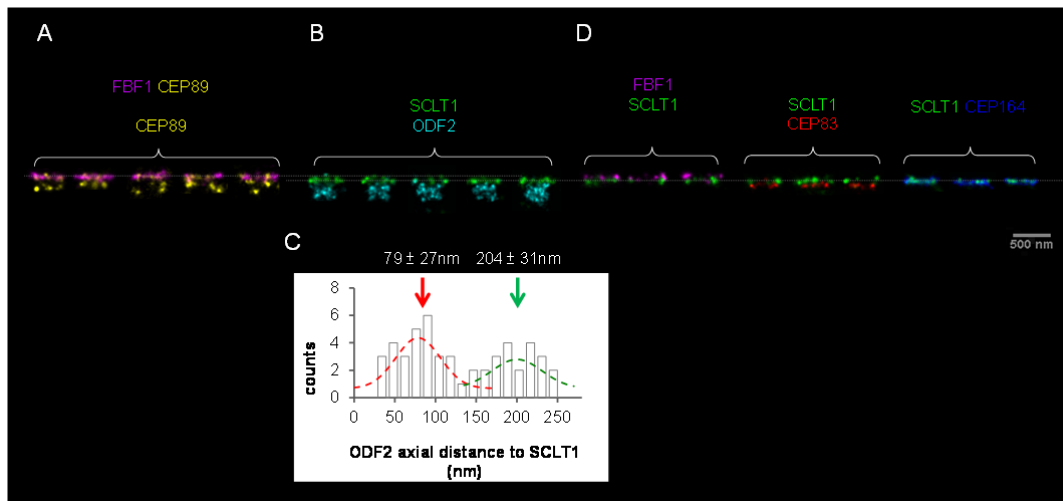 A
B
D
FBF1 CEP89
CEP89
SCLT1
ODF2
FBF1
SCLT1
SCLT1
CEP83
SCLT1 CEP164
500 nm
C
79 ± 27nm 204 ± 31nm
8
6
4
2
0
counts
0 50 100 150 200 250
ODF2 axial distance to SCLT1
(nm)